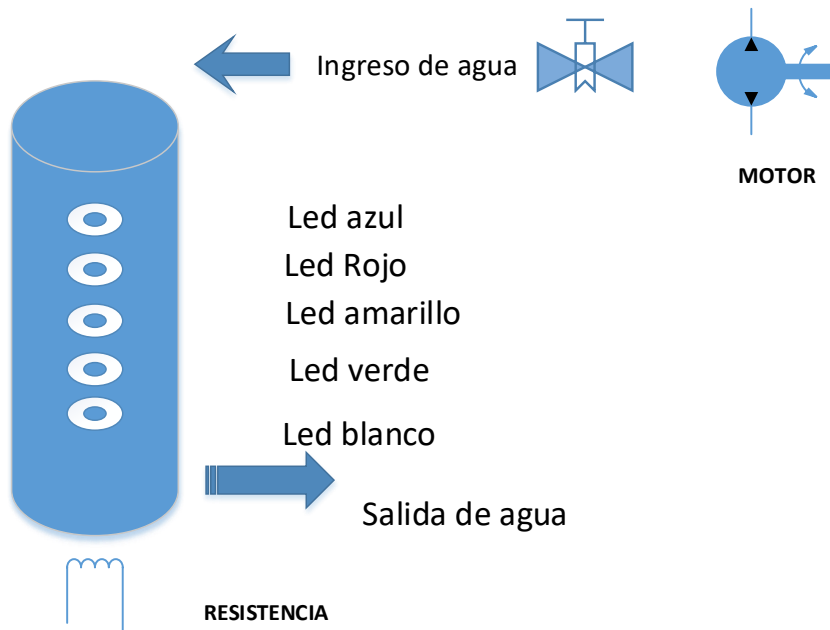 Ingreso de agua
MOTOR
Led azul
Led Rojo
Led amarillo
Led verde
Led blanco
Salida de agua
RESISTENCIA